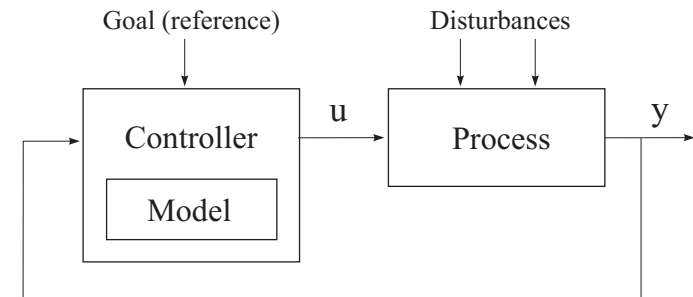 Goal (reference)
Disturbances
Controller
u
Process
y
Model